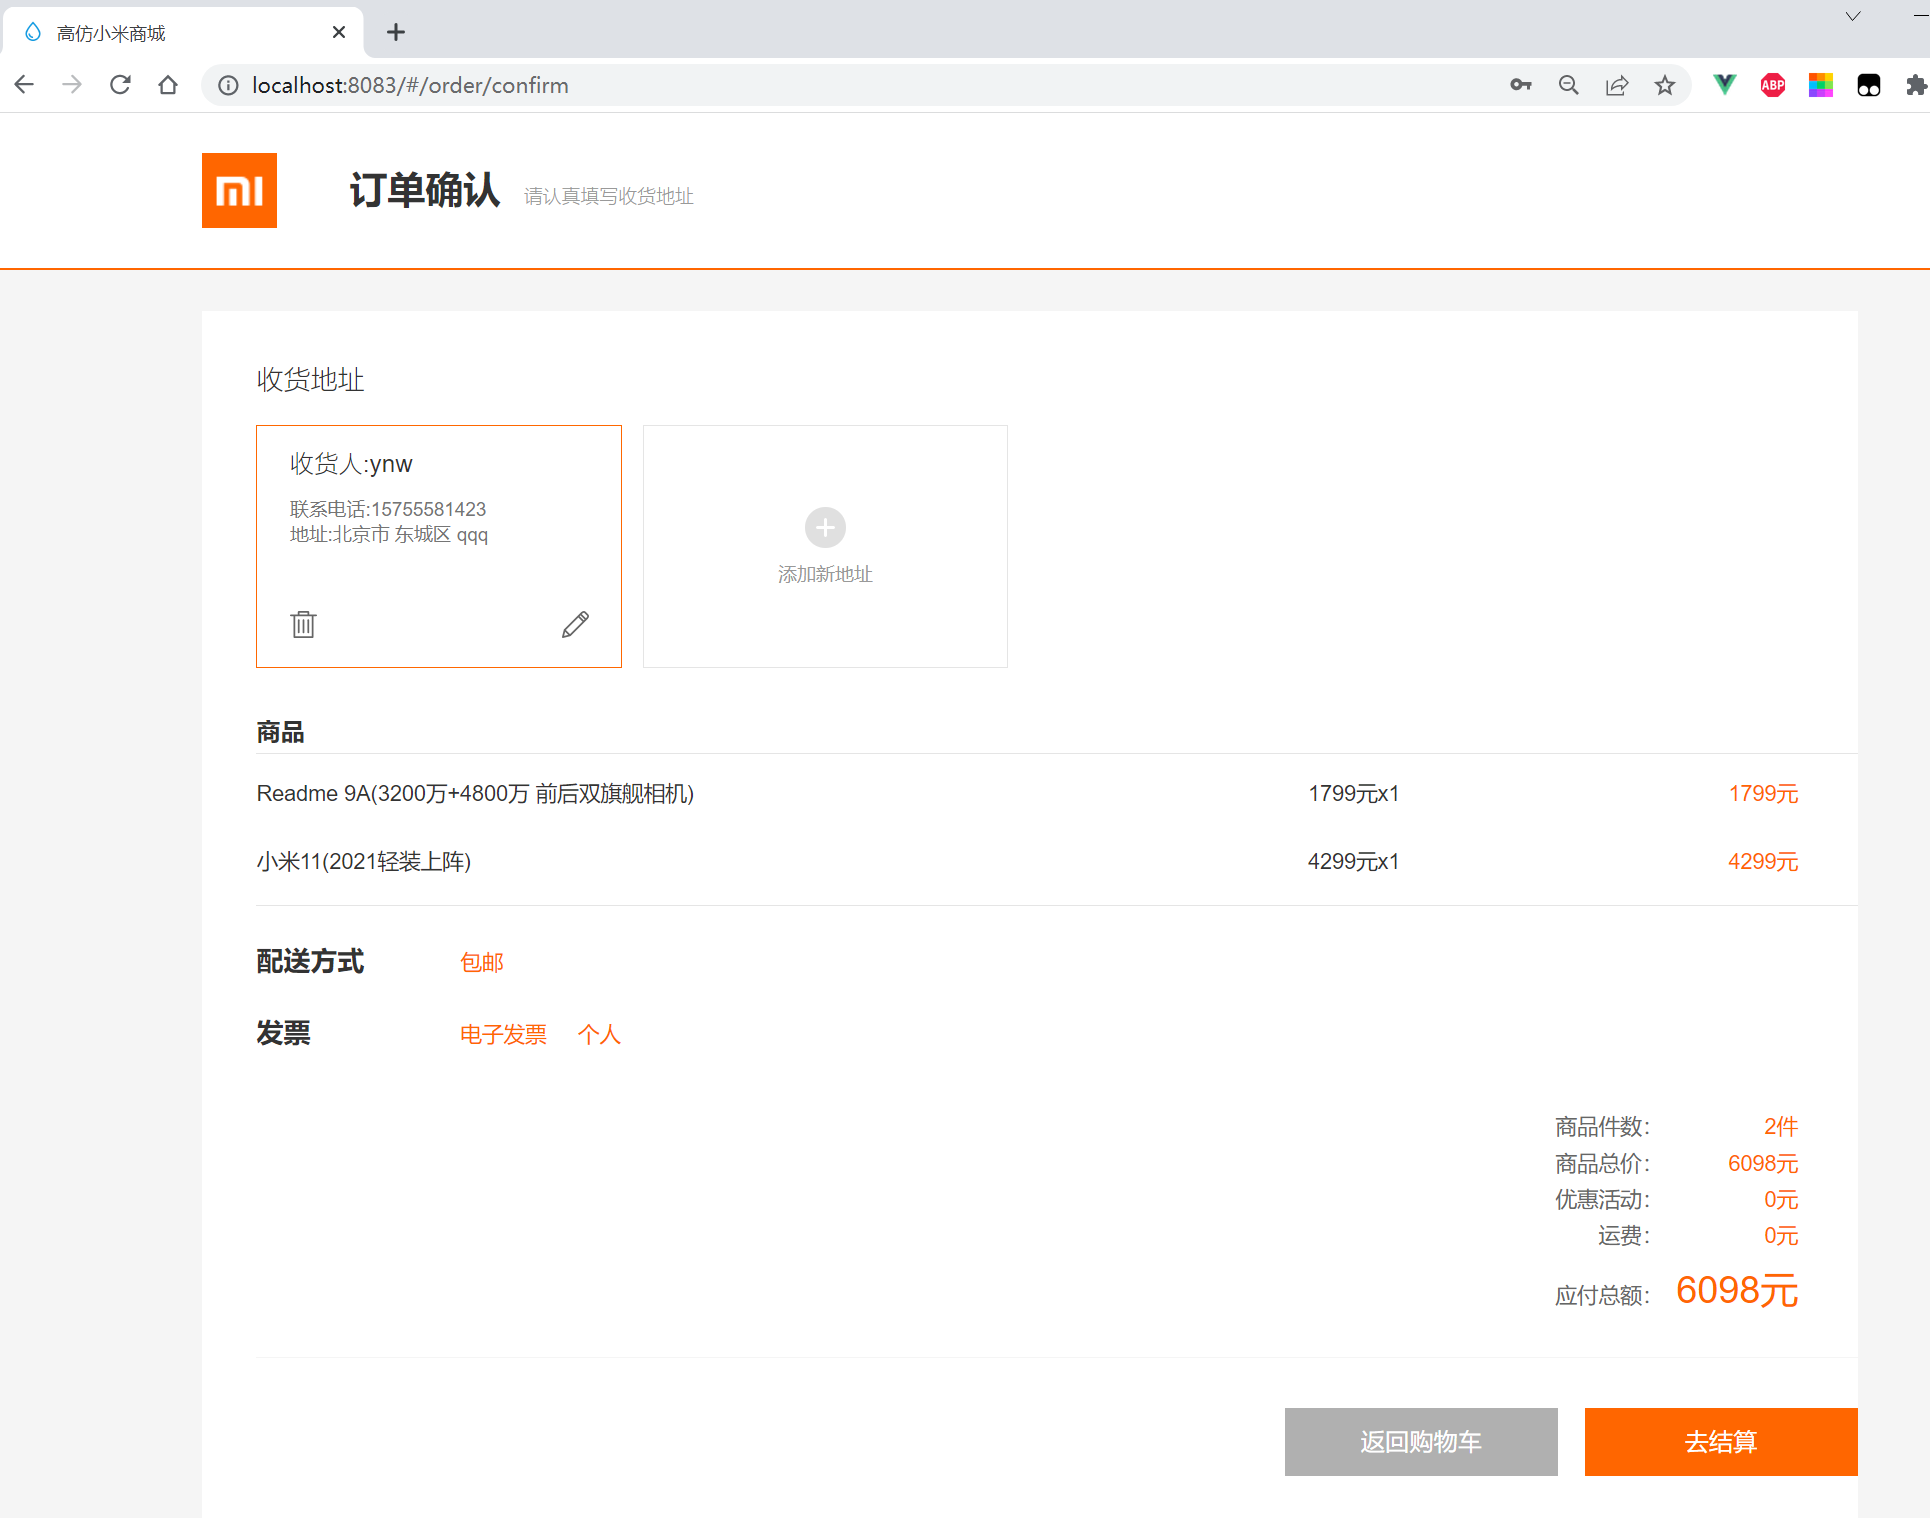 高仿小米商城
localhost:8083/#/order/confirm
ABP
mi
订单确认 请认真填写收货地址
收货地址
收货人:ynw
联系电话:15755581423
地址:北京市 东城区 qqq
添加新地址
商品
Readme 9A(3200万+4800万 前后双旗舰相机) 1799元x1 1799元
小米11(2021轻装上阵) 4299元x1 4299元
配送方式 包邮
发票 电子发票 个人
商品件数： 2件
商品总价： 6098元
优惠活动： 0元
运费： 0元
应付总额： 6098元
返回购物车 去结算